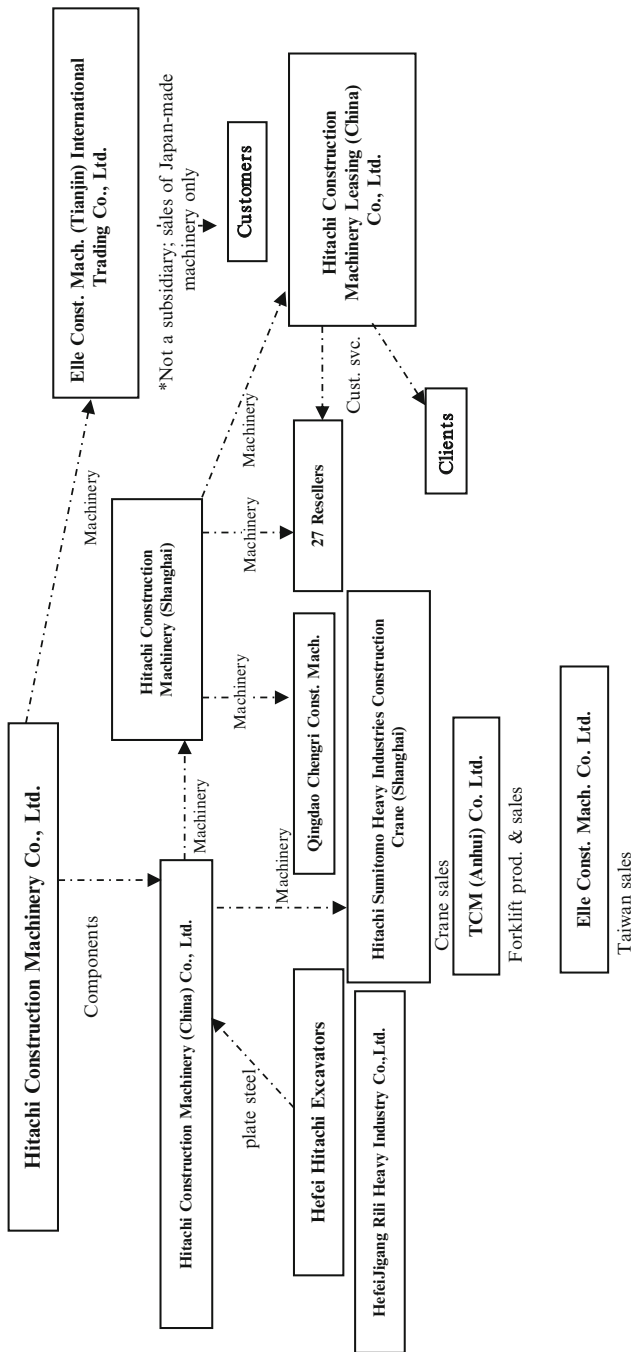 Hitachi Construction Machinery Co., Ltd.
Machinery
Elle Const. Mach. (Tianjin) International
Trading Co., Ltd.
*Not a subsidiary; sales of Japan-made
machinery only
Customers
Components
Hitachi Construction Machinery (China) Co., Ltd.
Machinery
Hitachi Construction
Machinery (Shanghai)
Machinery
Machinery
Machinery
Hitachi Construction
Machinery Leasing (China)
Co., Ltd.
Cust. svc.
Clients
plate steel
Machinery
Hefei Hitachi Excavators
Qingdao Chengri Const. Mach.
27 Resellers
HefeiJigang Rili Heavy Industry Co.,Ltd.
Hitachi Sumitomo Heavy Industries Construction
Crane (Shanghai)
Crane sales
TCM (Anhui) Co. Ltd.
Forklift prod. & sales
Elle Const. Mach. Co. Ltd.
Taiwan sales